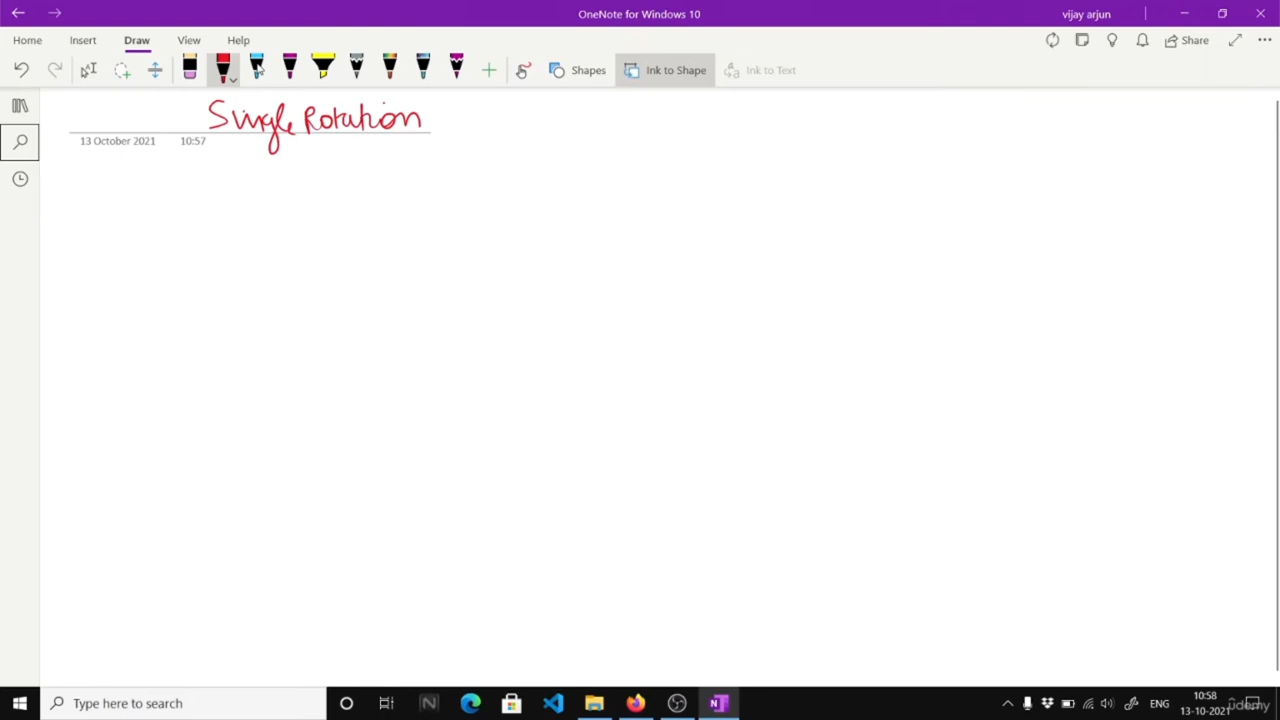 OneNote for Windows 10
vijay arjun
Home Insert Draw View Help
Share
Shapes
Ink to Shape
Ink to Text
Single Rotation
13 October 2021 10:57
Type here to search
ENG
10:58
13-10-2021
udemy